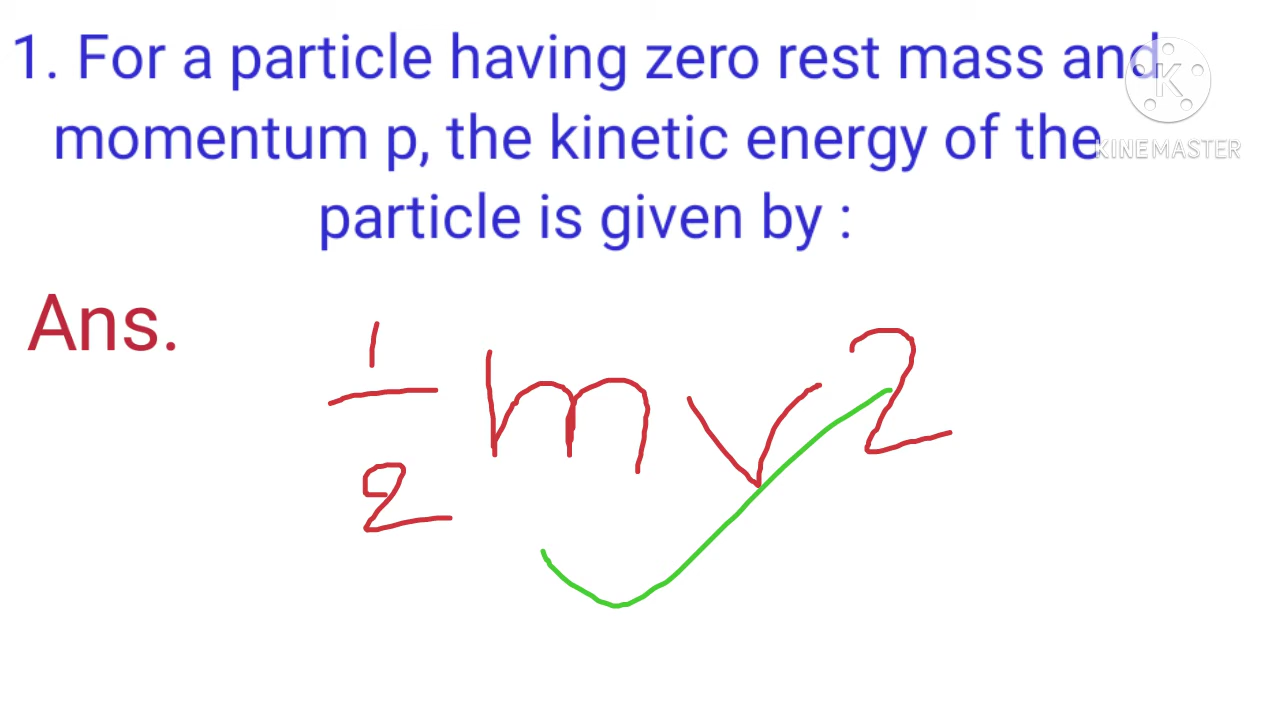 1. For a particle having zero rest mass and
momentum p, the kinetic energy of the
particle is given by :
K
KINEMASTER
Ans.
1
2
mv2